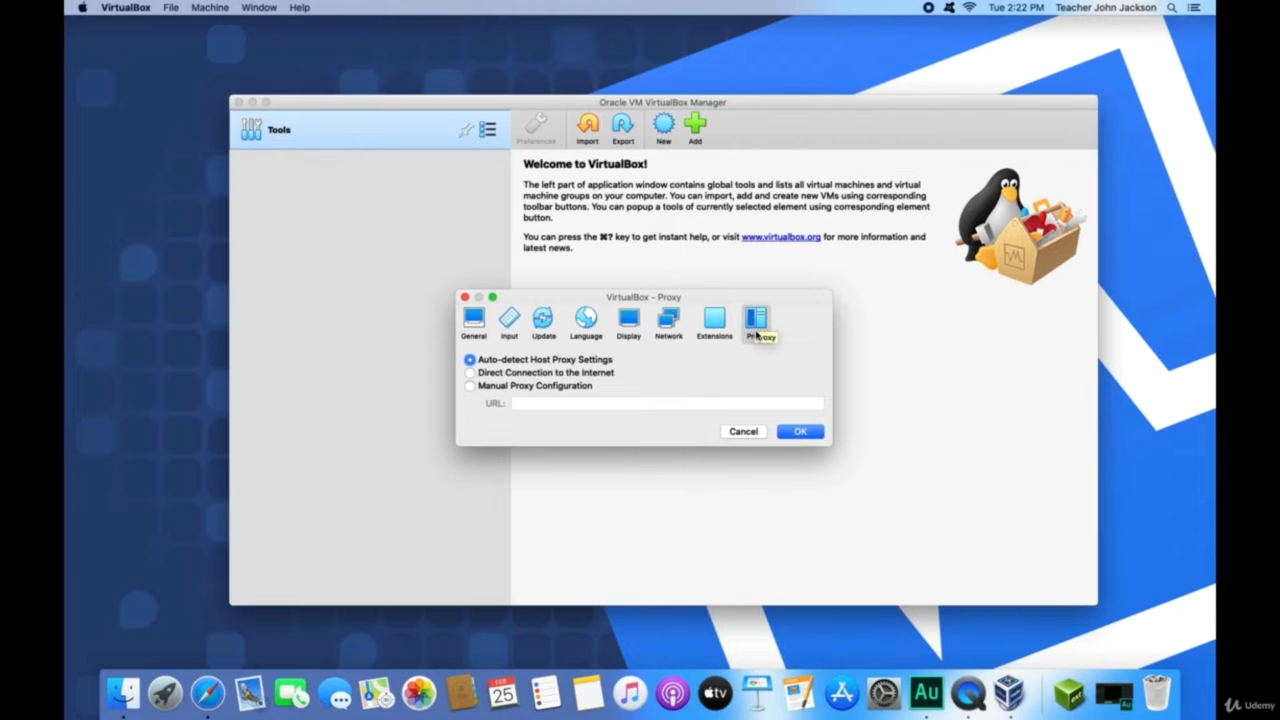 VirtualBox File Machine Window Help
Tue 2:22 PM Teacher John Jackson
Oracle VM VirtualBox Manager
Tools
Preferences Import Export New Add
Welcome to VirtualBox!
The left part of application window contains global tools and lists all virtual machines and virtual
machine groups on your computer. You can import, add and create new VMs using corresponding
toolbar buttons. You can popup a tools of currently selected element using corresponding element
button.
You can press the ⌘? key to get instant help, or visit www.virtualbox.org for more information and
latest news.
VirtualBox - Proxy
General Input Update Language Display Network Extensions
Auto-detect Host Proxy Settings
Direct Connection to the Internet
Manual Proxy Configuration
URL:
Cancel OK
FEB
25
tv
Au
Udemy